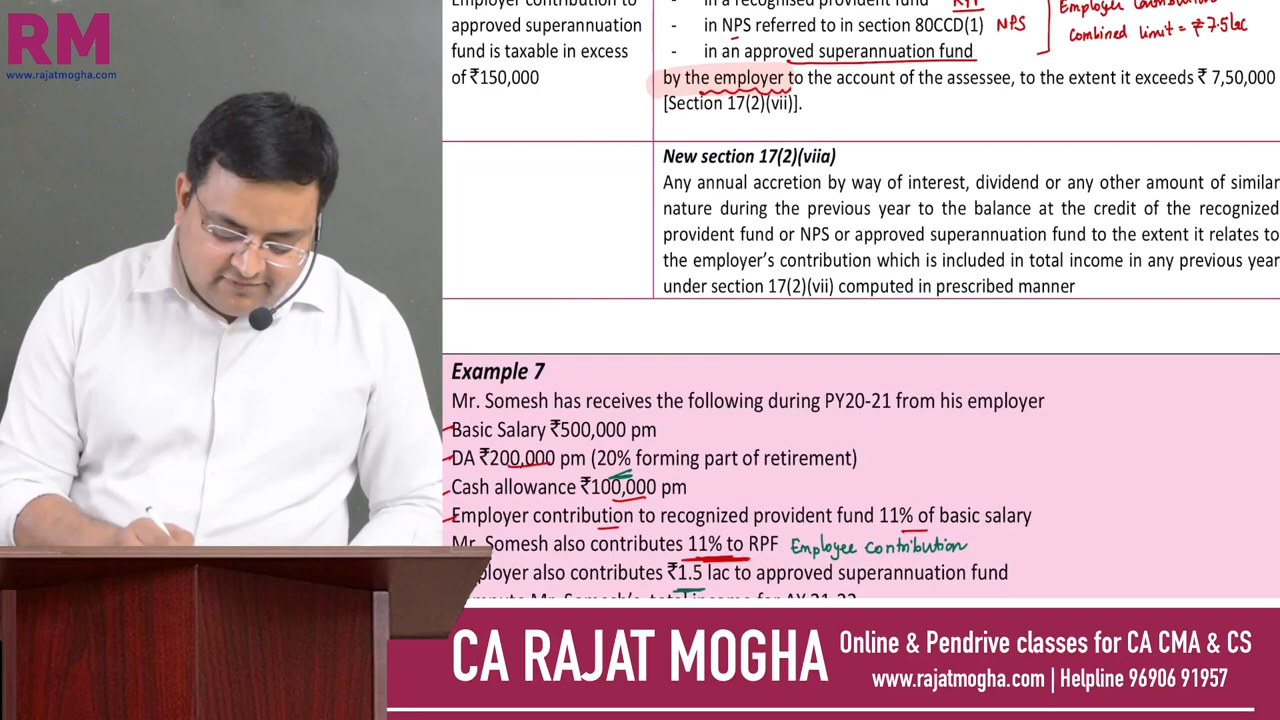 RM
www.rajatmogha.com
Employer contribution to
approved superannuation
fund is taxable in excess
of ₹150,000
- in a recognised provident fund
- in NPS referred to in section 80CCD(1) NPS
- in an approved superannuation fund
Combined limit = ₹7.5 lac
by the employer to the account of the assessee, to the extent it exceeds ₹ 7,50,000
[Section 17(2)(vii)].
New section 17(2)(viia)
Any annual accretion by way of interest, dividend or any other amount of similar
nature during the previous year to the balance at the credit of the recognized
provident fund or NPS or approved superannuation fund to the extent it relates to
the employer's contribution which is included in total income in any previous year
under section 17(2)(vii) computed in prescribed manner
Example 7
Mr. Somesh has receives the following during PY20-21 from his employer
Basic Salary ₹500,000 pm
DA ₹200,000 pm (20% forming part of retirement)
Cash allowance ₹100,000 pm
Employer contribution to recognized provident fund 11% of basic salary
Mr. Somesh also contributes 11% to RPF Employee contribution
ployer also contributes ₹1.5 lac to approved superannuation fund
CA RAJAT MOGHA
Online & Pendrive classes for CA CMA & CS
www.rajatmogha.com | Helpline 96906 91957